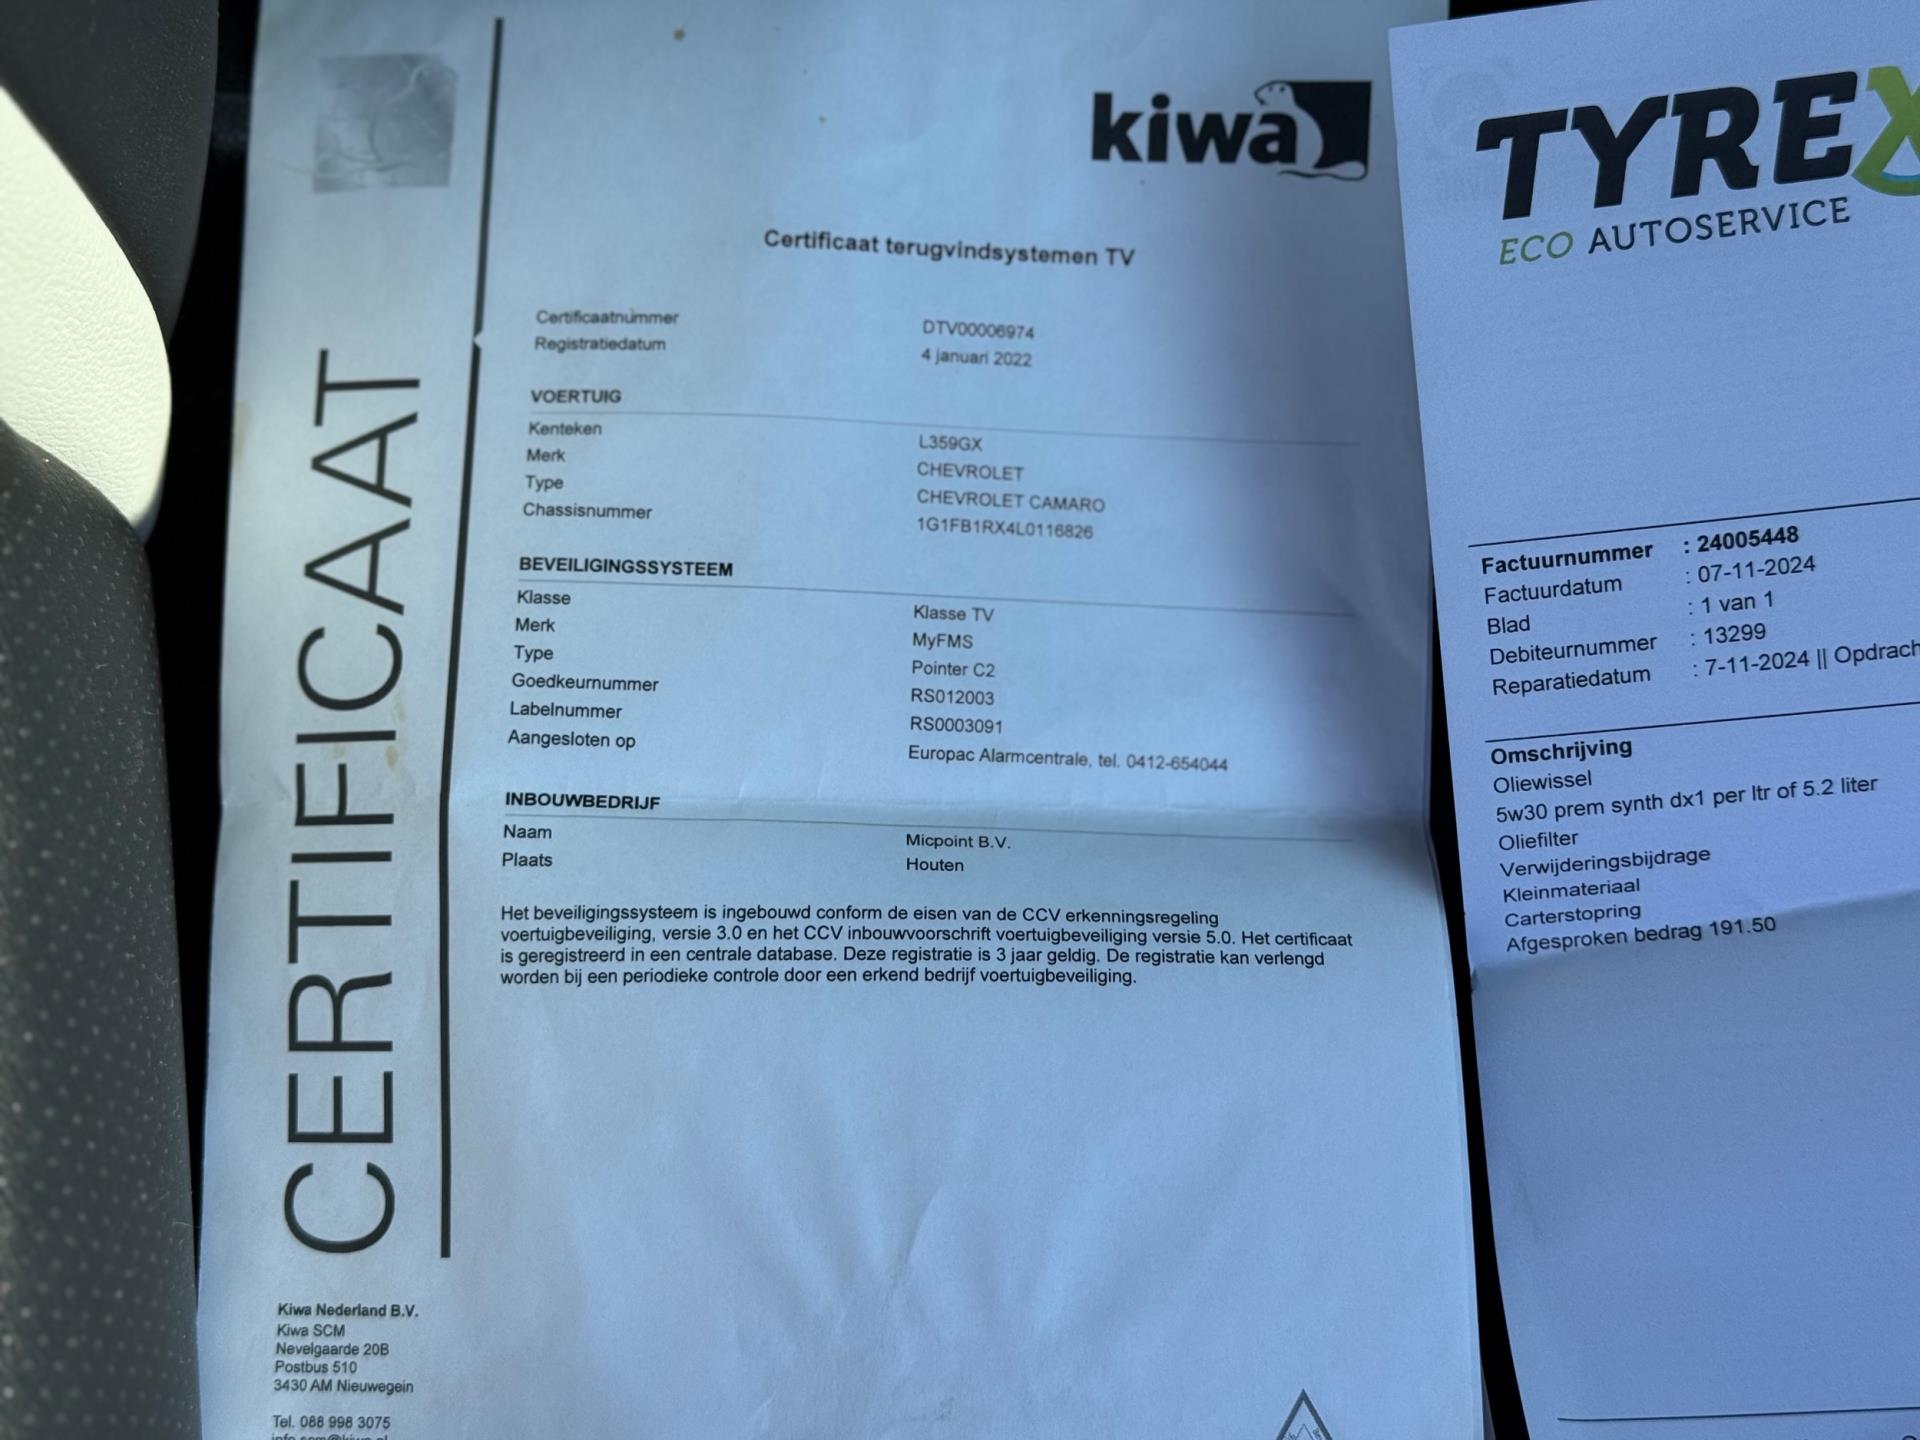 kiwa
Certificaat terugvindsystemen TV
Certificaatnummer DTV00006974
Registratiedatum 4 januari 2022
VOERTUIG
Kenteken L359GX
Merk CHEVROLET
Type CHEVROLET CAMARO
Chassisnummer 1G1FB1RX4L0116826
BEVEILIGINGSSYSTEEM
Klasse Klasse TV
Merk MyFMS
Type Pointer C2
Goedkeurnummer RS012003
Labelnummer RS0003091
Aangesloten op Europac Alarmcentrale, tel. 0412-654044
INBOUWBEDRIJF
Naam Micpoint B.V.
Plaats Houten
Het beveiligingssysteem is ingebouwd conform de eisen van de CCV erkenningsregeling
voertuigbeveiliging, versie 3.0 en het CCV inbouwvoorschrift voertuigbeveiliging versie 5.0. Het certificaat
is geregistreerd in een centrale database. Deze registratie is 3 jaar geldig. De registratie kan verlengd
worden bij een periodieke controle door een erkend bedrijf voertuigbeveiliging.
CERTIFICAAT
Kiwa Nederland B.V.
Kiwa SCM
Nevelgaarde 20B
Postbus 510
3430 AM Nieuwegein
Tel. 088 998 3075
TYREX
ECO AUTOSERVICE
Factuurnummer : 24005448
Factuurdatum : 07-11-2024
Blad : 1 van 1
Debiteurnummer : 13299
Reparatiedatum : 7-11-2024 || Opdrach
Omschrijving
Oliewissel
5w30 prem synth dx1 per ltr of 5.2 liter
Oliefilter
Verwijderingsbijdrage
Kleinmateriaal
Carterstopring
Afgesproken bedrag 191.50